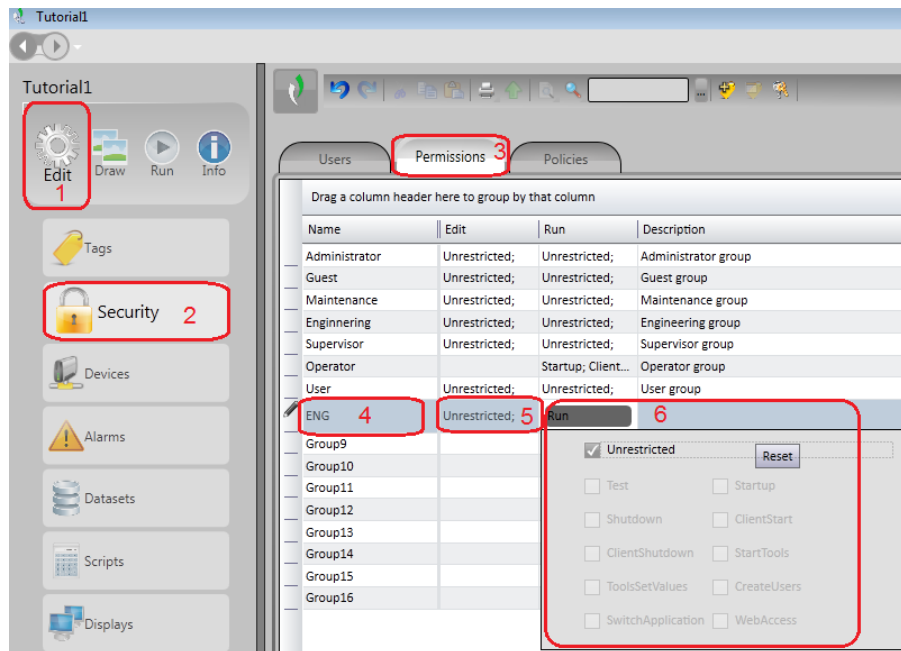 Tutorial1
Tutorial1
Edit Draw Run Info
1
Tags
Security 2
Devices
Alarms
Datasets
Scripts
Displays
...
Users Permissions 3 Policies
Drag a column header here to group by that column
Name Edit Run Description
Administrator Unrestricted; Unrestricted; Administrator group
Guest Unrestricted; Unrestricted; Guest group
Maintenance Unrestricted; Unrestricted; Maintenance group
Enginnering Unrestricted; Unrestricted; Engineering group
Supervisor Unrestricted; Unrestricted; Supervisor group
Operator Startup; Client... Operator group
User Unrestricted; Unrestricted; User group
ENG 4 Unrestricted; 5 Run 6
Group9
Group10
Group11
Group12
Group13
Group14
Group15
Group16
Unrestricted Reset
Test Startup
Shutdown ClientStart
ClientShutdown StartTools
ToolsSetValues CreateUsers
SwitchApplication WebAccess